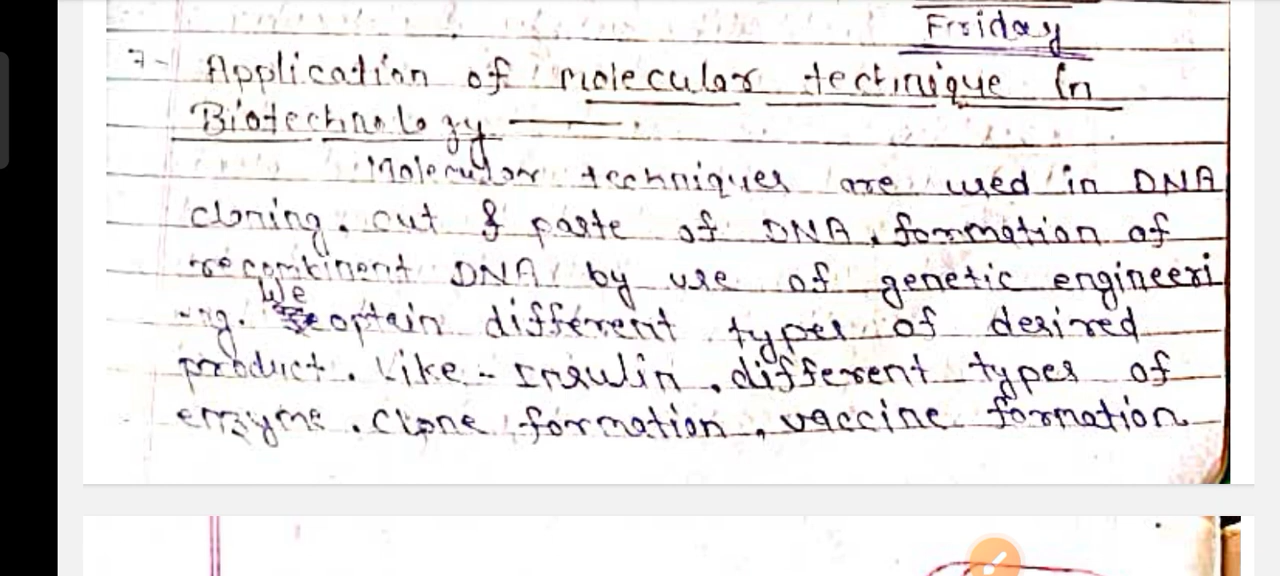 Friday
7- Application of molecular technique in
Biotechnology —
Molecular techniques are used in DNA
cloning. cut & paste of DNA, formation of
recombinent DNA by use of genetic engineeri
-ng. We optain different types of desired
product. Like - Insulin, different types of
enzyme. Clone formation, vaccine formation